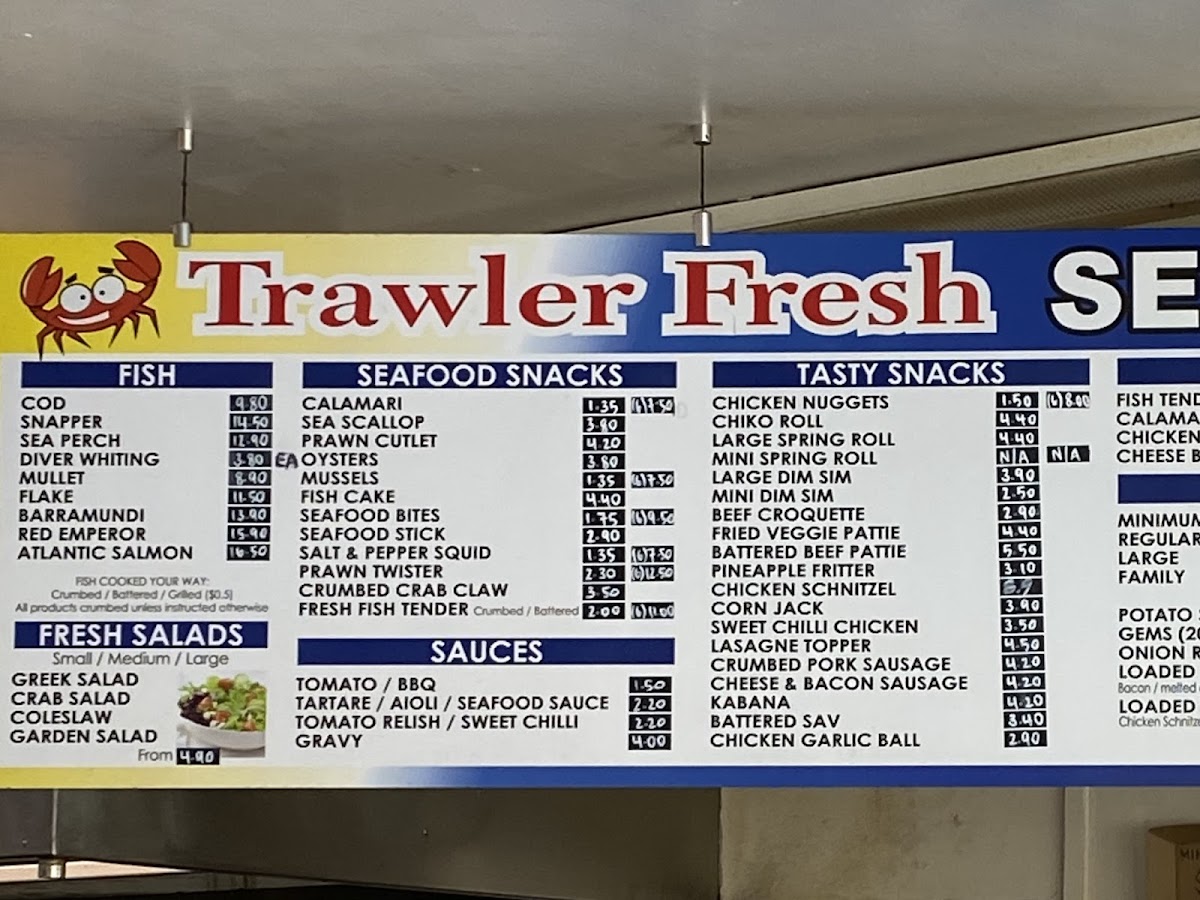 Trawler Fresh SE
FISH
COD 9.80
SNAPPER 14.50
SEA PERCH 12.90
DIVER WHITING 3.80 EA
MULLET 8.90
FLAKE 11.50
BARRAMUNDI 13.90
RED EMPEROR 15.90
ATLANTIC SALMON 16.50
FISH COOKED YOUR WAY:
Crumbed / Battered / Grilled ($0.5)
All products crumbed unless instructed otherwise
FRESH SALADS
Small / Medium / Large
GREEK SALAD
CRAB SALAD
COLESLAW
GARDEN SALAD
From 4.90
SEAFOOD SNACKS
CALAMARI 1.35 (6)7.50
SEA SCALLOP 3.80
PRAWN CUTLET 4.20
OYSTERS 3.80
MUSSELS 1.35 (6)7.50
FISH CAKE 4.40
SEAFOOD BITES 1.75 (6)9.50
SEAFOOD STICK 2.90
SALT & PEPPER SQUID 1.35 (6)7.50
PRAWN TWISTER 2.30 (6)12.50
CRUMBED CRAB CLAW 3.50
FRESH FISH TENDER Crumbed / Battered 2.00 (6)11.00
SAUCES
TOMATO / BBQ 1.50
TARTARE / AIOLI / SEAFOOD SAUCE 2.20
TOMATO RELISH / SWEET CHILLI 2.20
GRAVY 4.00
TASTY SNACKS
CHICKEN NUGGETS 1.50 (6)8.00
CHIKO ROLL 4.40
LARGE SPRING ROLL 4.40
MINI SPRING ROLL N/A N/A
LARGE DIM SIM 3.90
MINI DIM SIM 2.50
BEEF CROQUETTE 2.90
FRIED VEGGIE PATTIE 4.40
BATTERED BEEF PATTIE 5.50
PINEAPPLE FRITTER 3.10
CHICKEN SCHNITZEL
CORN JACK 3.90
SWEET CHILLI CHICKEN 3.50
LASAGNE TOPPER 4.50
CRUMBED PORK SAUSAGE 4.20
CHEESE & BACON SAUSAGE 4.20
KABANA 4.20
BATTERED SAV 3.40
CHICKEN GARLIC BALL 2.90
FISH TEND
CALAMA
CHICKEN
CHEESE B
MINIMUM
REGULAR
LARGE
FAMILY
POTATO
GEMS (20
ONION R
LOADED
Bacon / melted
LOADED
Chicken Schnitze